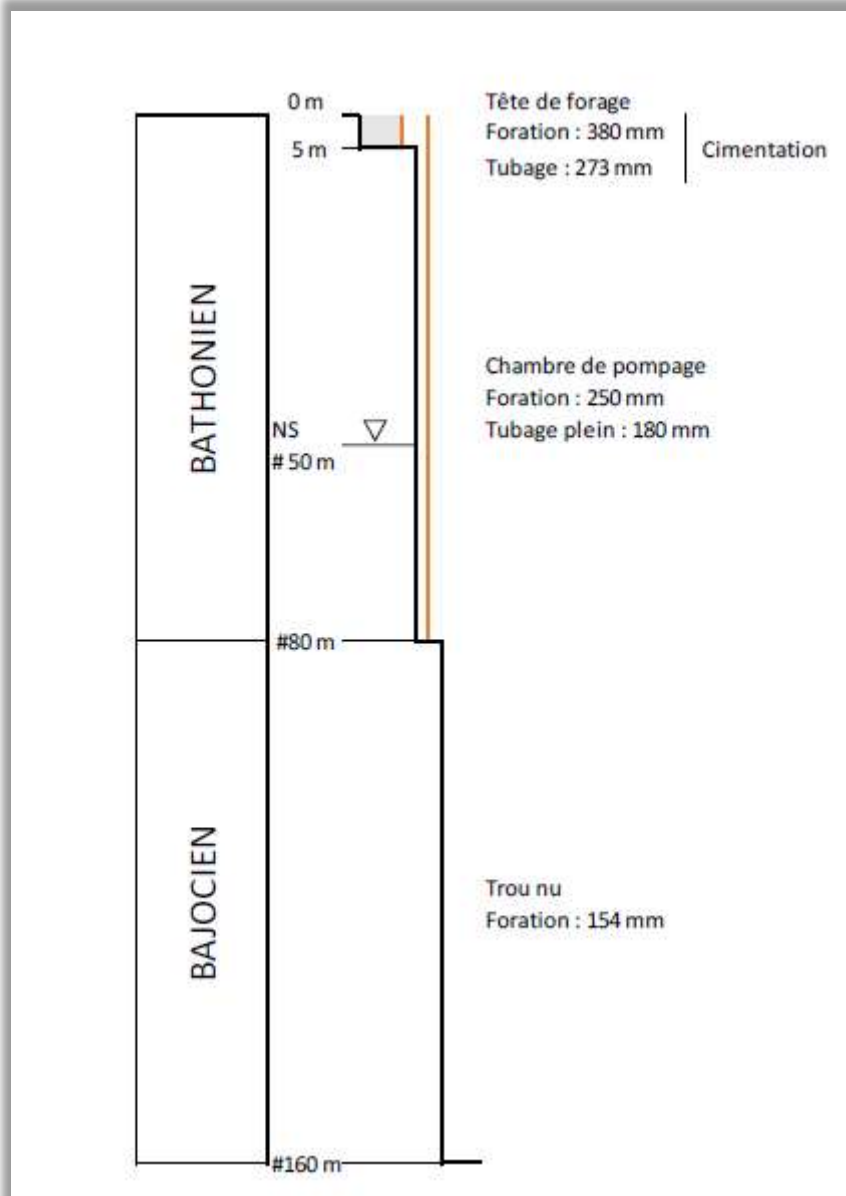 0 m
Tête de forage
Foration : 380 mm
Cimentation
5 m
Tubage : 273 mm
BATHONIEN
Chambre de pompage
Foration : 250 mm
Tubage plein : 180 mm
NS
# 50 m
#80 m
BAJOCIEN
Trou nu
Foration : 154 mm
#160 m